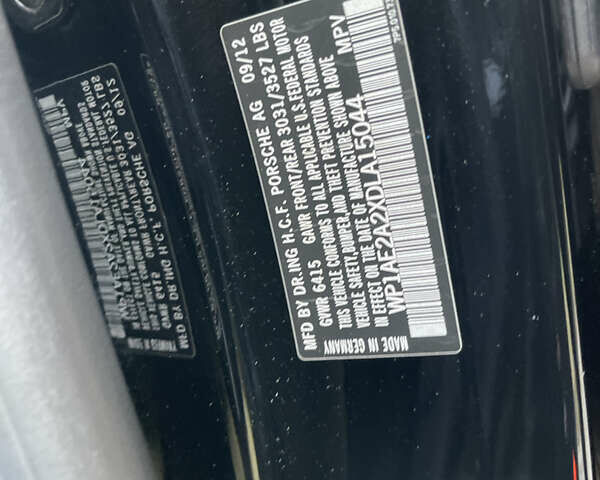 MFD BY DR.ING H.C.F. PORSCHE AG 09/12
GVWR 6415 GAWR FRONT/REAR 3031/3527 LBS
THIS VEHICLE CONFORMS TO ALL APPLICABLE U.S.FEDERAL MOTOR
VEHICLE SAFETY,BUMPER,AND THEFT PREVENTION STANDARDS
IN EFFECT ON THE DATE OF MANUFACTURE SHOWN ABOVE
WP1AE2A2XDLA15044 MPV
MADE IN GERMANY